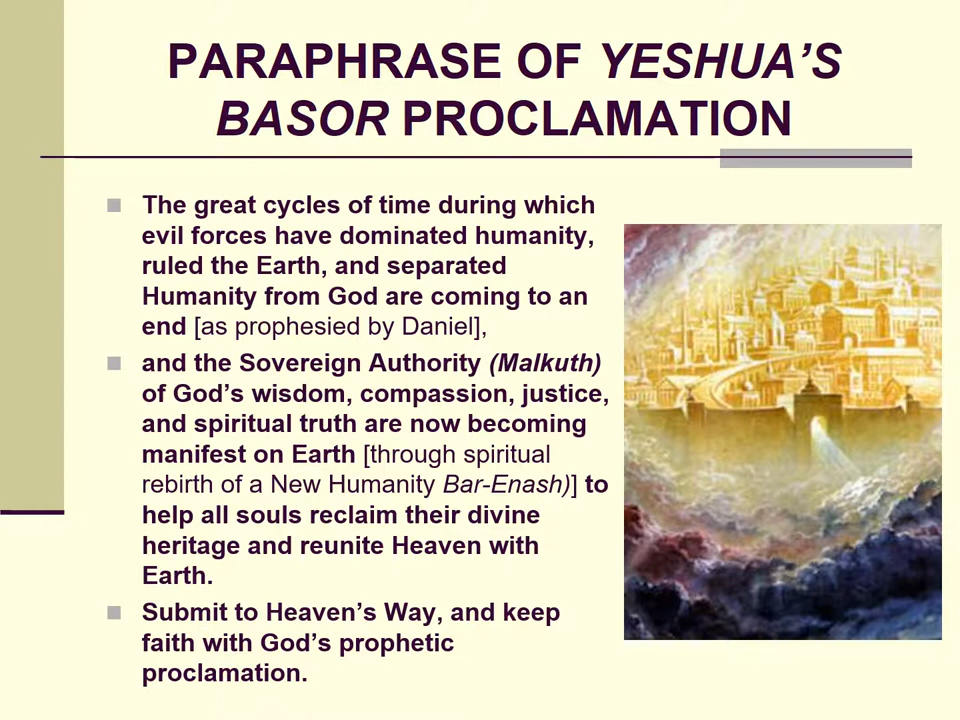 PARAPHRASE OF YESHUA’S
BASOR PROCLAMATION
The great cycles of time during which
evil forces have dominated humanity,
ruled the Earth, and separated
Humanity from God are coming to an
end [as prophesied by Daniel],
and the Sovereign Authority (Malkuth)
of God’s wisdom, compassion, justice,
and spiritual truth are now becoming
manifest on Earth [through spiritual
rebirth of a New Humanity Bar-Enash)] to
help all souls reclaim their divine
heritage and reunite Heaven with
Earth.
Submit to Heaven’s Way, and keep
faith with God’s prophetic
proclamation.